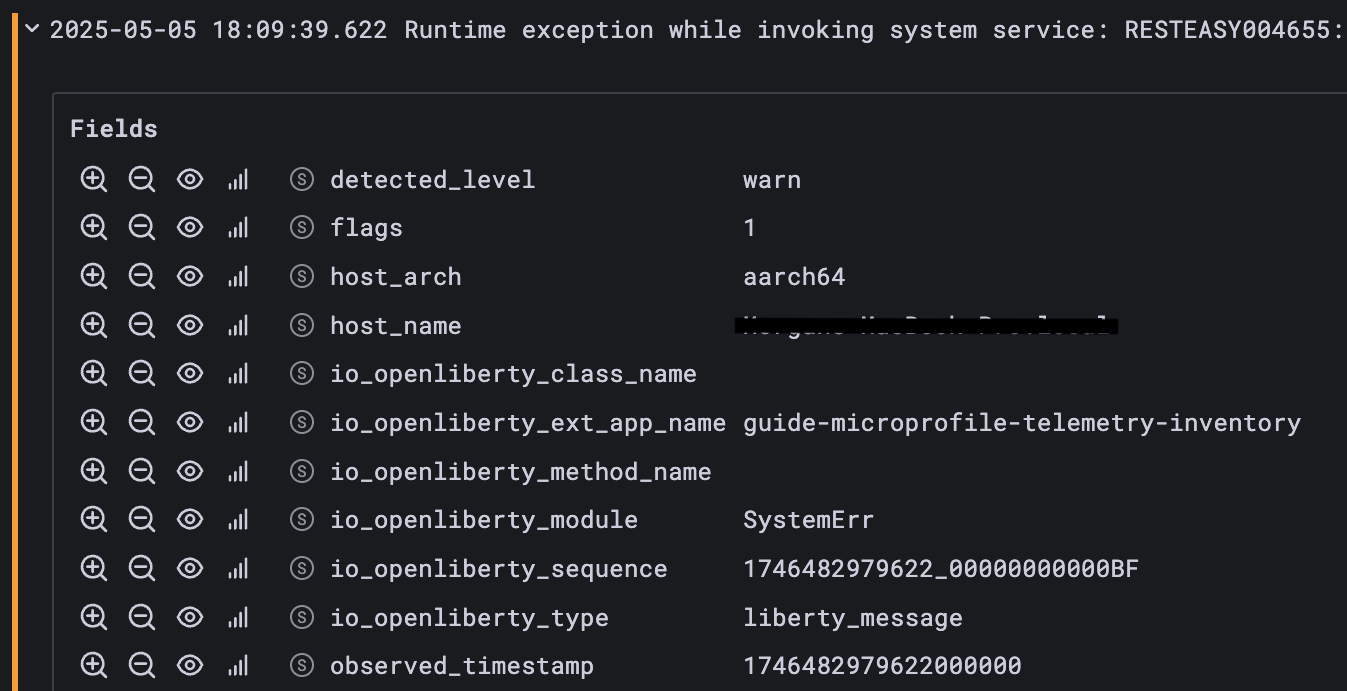 2025-05-05 18:09:39.622 Runtime exception while invoking system service: RESTEASY004655:
Fields
detected_level warn
flags 1
host_arch aarch64
host_name
io_openliberty_class_name
io_openliberty_ext_app_name guide-microprofile-telemetry-inventory
io_openliberty_method_name
io_openliberty_module SystemErr
io_openliberty_sequence 1746482979622_00000000000BF
io_openliberty_type liberty_message
observed_timestamp 1746482979622000000